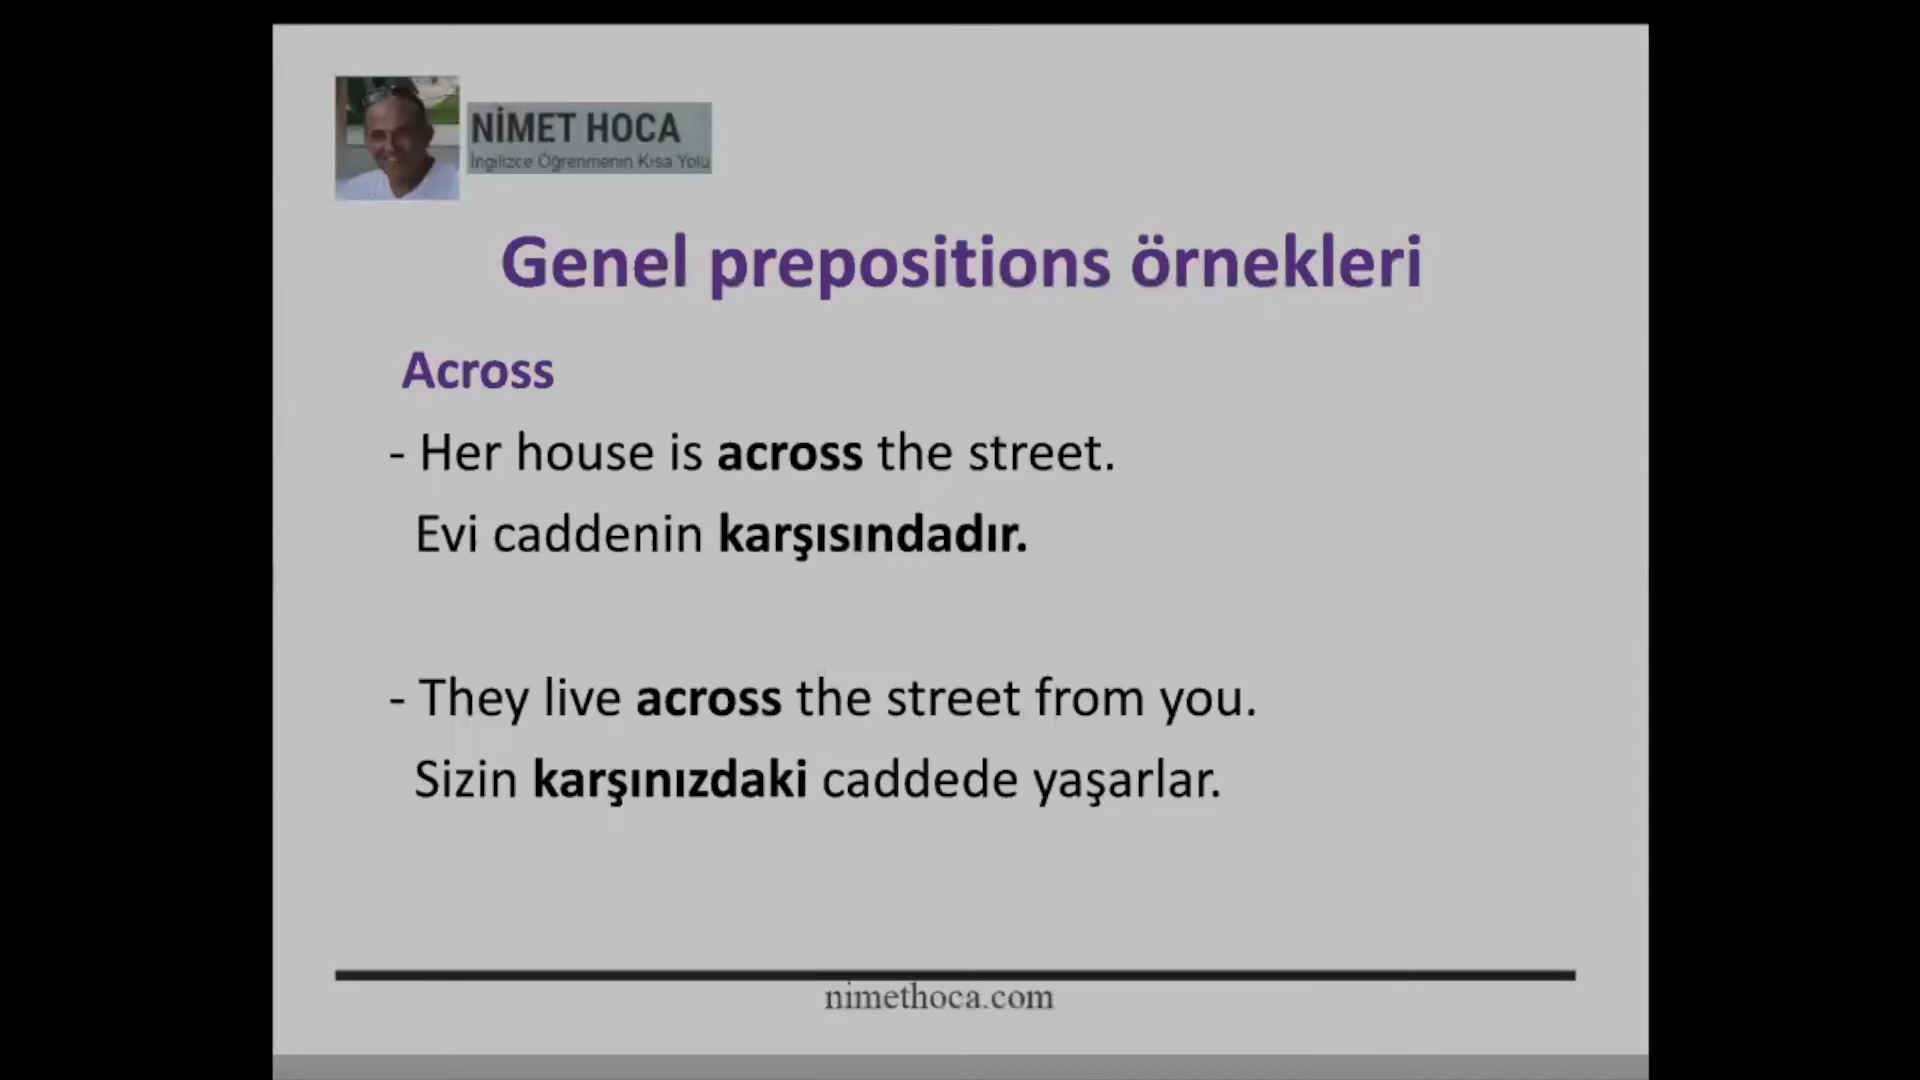 NİMET HOCA
İngilizce Öğrenmenin Kısa Yolu
Genel prepositions örnekleri
Across
- Her house is across the street.
Evi caddenin karşısındadır.
- They live across the street from you.
Sizin karşınızdaki caddede yaşarlar.
nimethoca.com